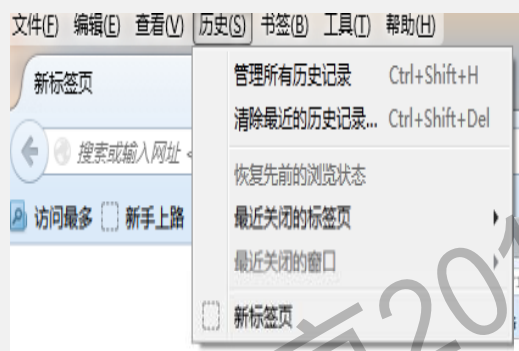 文件(F) 编辑(E) 查看(V) 历史(S) 书签(B) 工具(T) 帮助(H)
新标签页
管理所有历史记录 Ctrl+Shift+H
清除最近的历史记录... Ctrl+Shift+Del
搜索或输入网址
恢复先前的浏览状态
访问最多 新手上路
最近关闭的标签页
最近关闭的窗口
新标签页
201